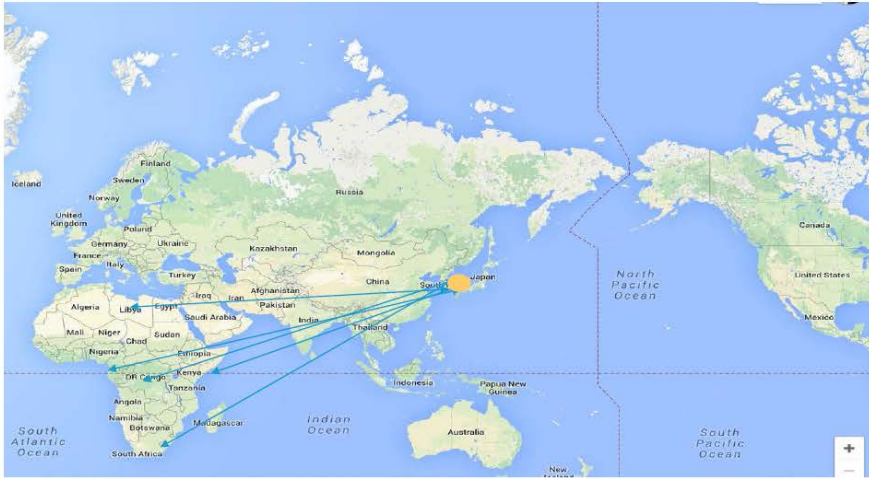 Iceland
Finland
Sweden
Norway
Russia
United
Kingdom
Poland
Germany
Ukraine
France
Kazakhstan
Italy
Mongolia
Spain
Turkey
China
South
Japan
Afghanistan
Iraq
Iran
Pakistan
Algeria
Libya
Egypt
Saudi Arabia
India
Thailand
Mali
Niger
Chad
Sudan
Nigeria
Ethiopia
DR Congo
Kenya
Tanzania
Indonesia
Papua New
Guinea
Angola
Namibia
Botswana
Madagascar
South Africa
Australia
South
Atlantic
Ocean
Indian
Ocean
North
Pacific
Ocean
South
Pacific
Ocean
Canada
United States
Mexico
New
+